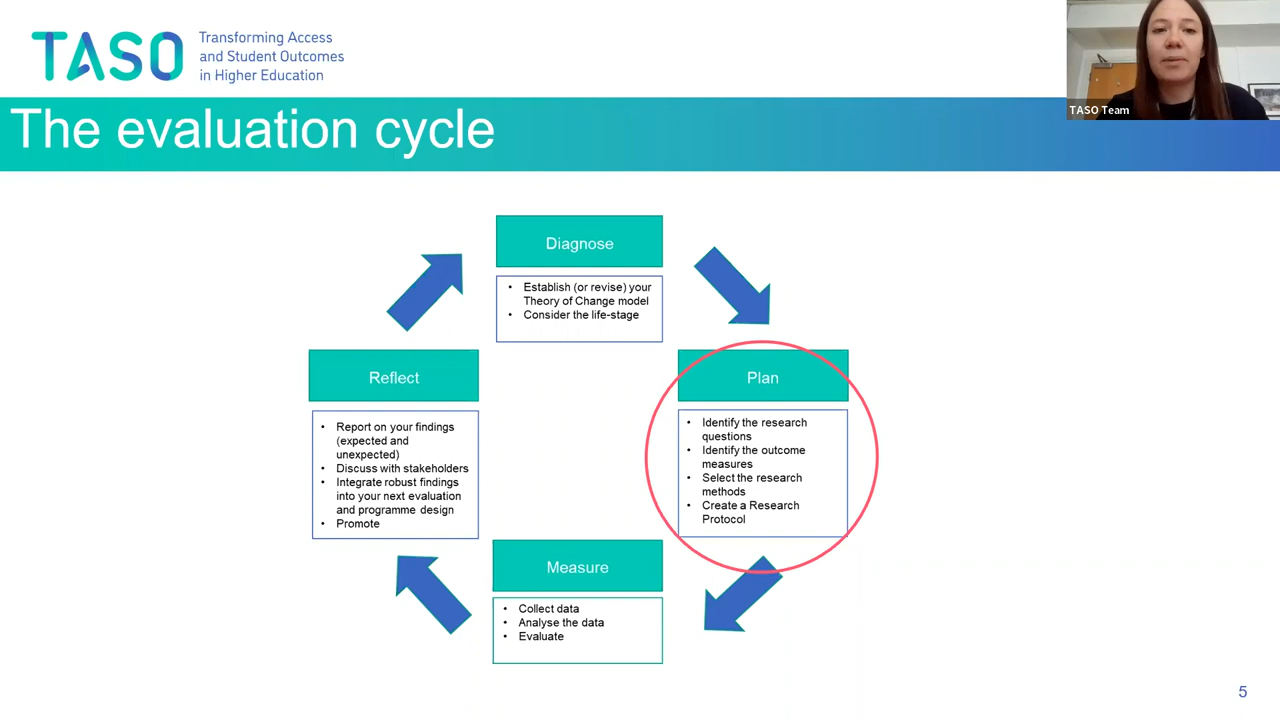 TASO
Transforming Access
and Student Outcomes
in Higher Education
TASO Team
The evaluation cycle
Diagnose
• Establish (or revise) your
Theory of Change model
• Consider the life-stage
Plan
• Identify the research
questions
• Identify the outcome
measures
• Select the research
methods
• Create a Research
Protocol
Measure
• Collect data
• Analyse the data
• Evaluate
Reflect
• Report on your findings
(expected and
unexpected)
• Discuss with stakeholders
• Integrate robust findings
into your next evaluation
and programme design
• Promote
5